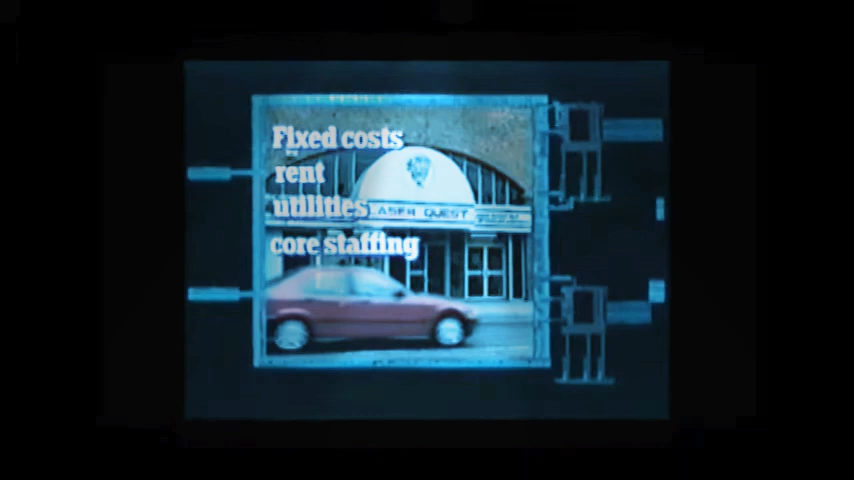 Fixed costs
rent
utilities
LASER QUEST
core staffing